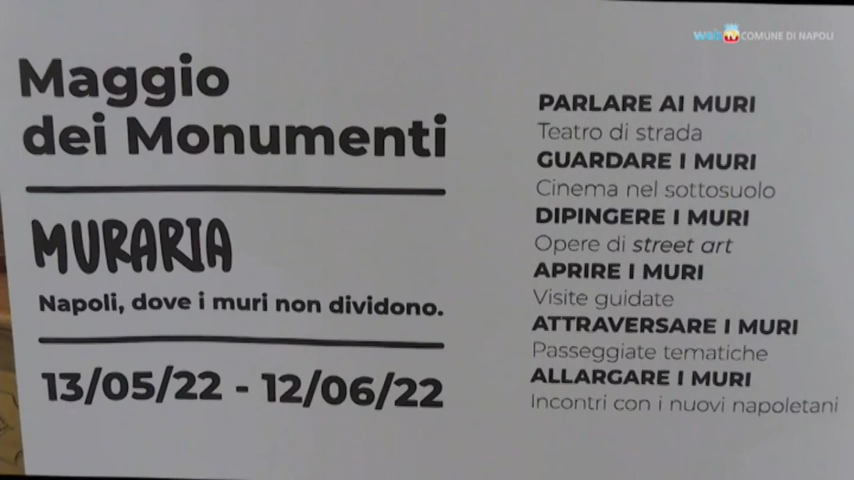 web tv COMUNE DI NAPOLI
Maggio
dei Monumenti
MURARIA
Napoli, dove i muri non dividono.
13/05/22 - 12/06/22
PARLARE AI MURI
Teatro di strada
GUARDARE I MURI
Cinema nel sottosuolo
DIPINGERE I MURI
Opere di street art
APRIRE I MURI
Visite guidate
ATTRAVERSARE I MURI
Passeggiate tematiche
ALLARGARE I MURI
Incontri con i nuovi napoletani